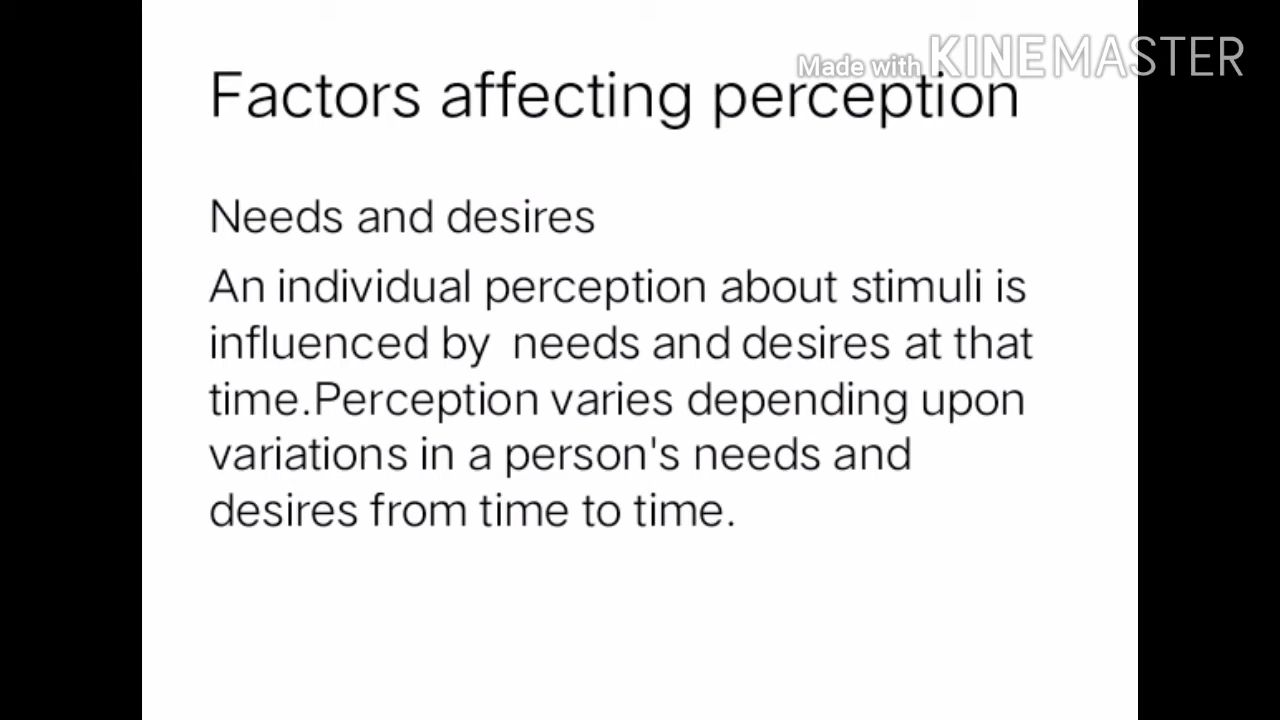 Made with KINEMASTER
Factors affecting perception
Needs and desires
An individual perception about stimuli is
influenced by  needs and desires at that
time.Perception varies depending upon
variations in a person's needs and
desires from time to time.